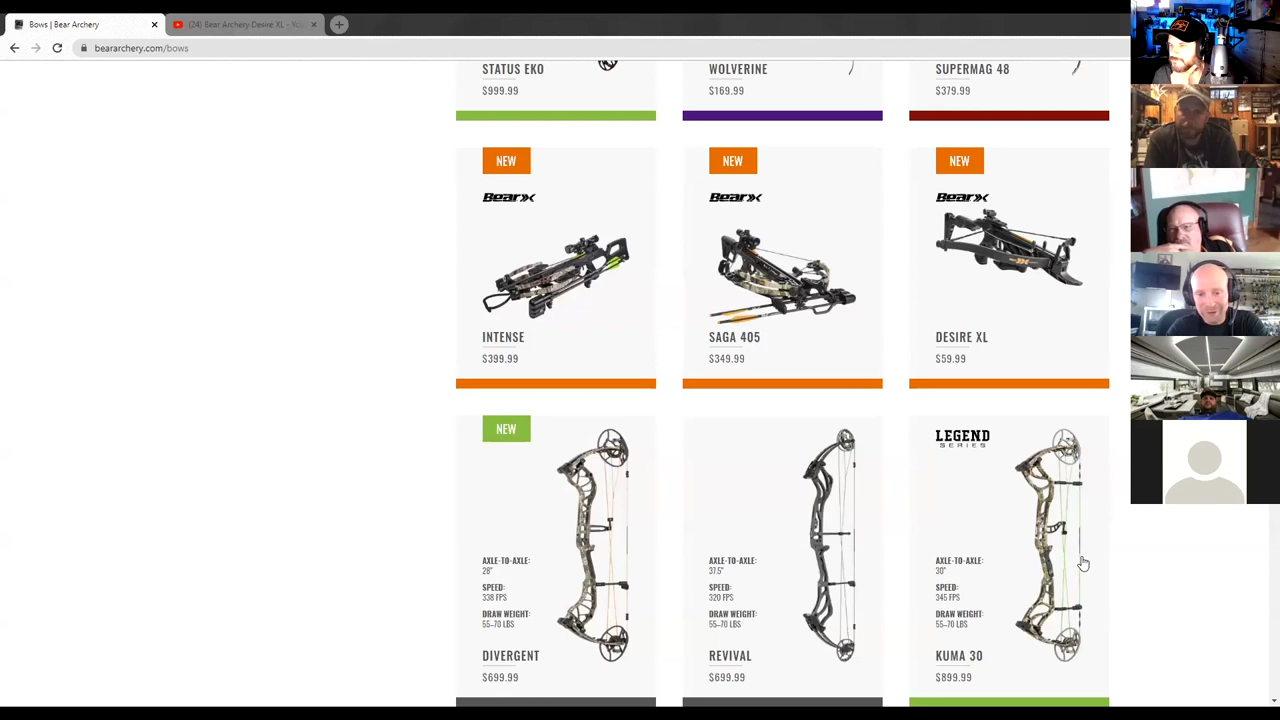 Bows | Bear Archery
(24) Bear Archery Desire XL - You
beararchery.com/bows
STATUS EKO
$999.99
WOLVERINE
$169.99
SUPERMAG 48
$379.99
NEW
BearX
INTENSE
$399.99
NEW
BearX
SAGA 405
$349.99
NEW
BearX
DESIRE XL
$59.99
NEW
AXLE-TO-AXLE:
28"
SPEED:
338 FPS
DRAW WEIGHT:
55-70 LBS
DIVERGENT
$699.99
AXLE-TO-AXLE:
37.5"
SPEED:
320 FPS
DRAW WEIGHT:
55-70 LBS
REVIVAL
$699.99
LEGEND
SERIES
AXLE-TO-AXLE:
30"
SPEED:
345 FPS
DRAW WEIGHT:
55-70 LBS
KUMA 30
$899.99